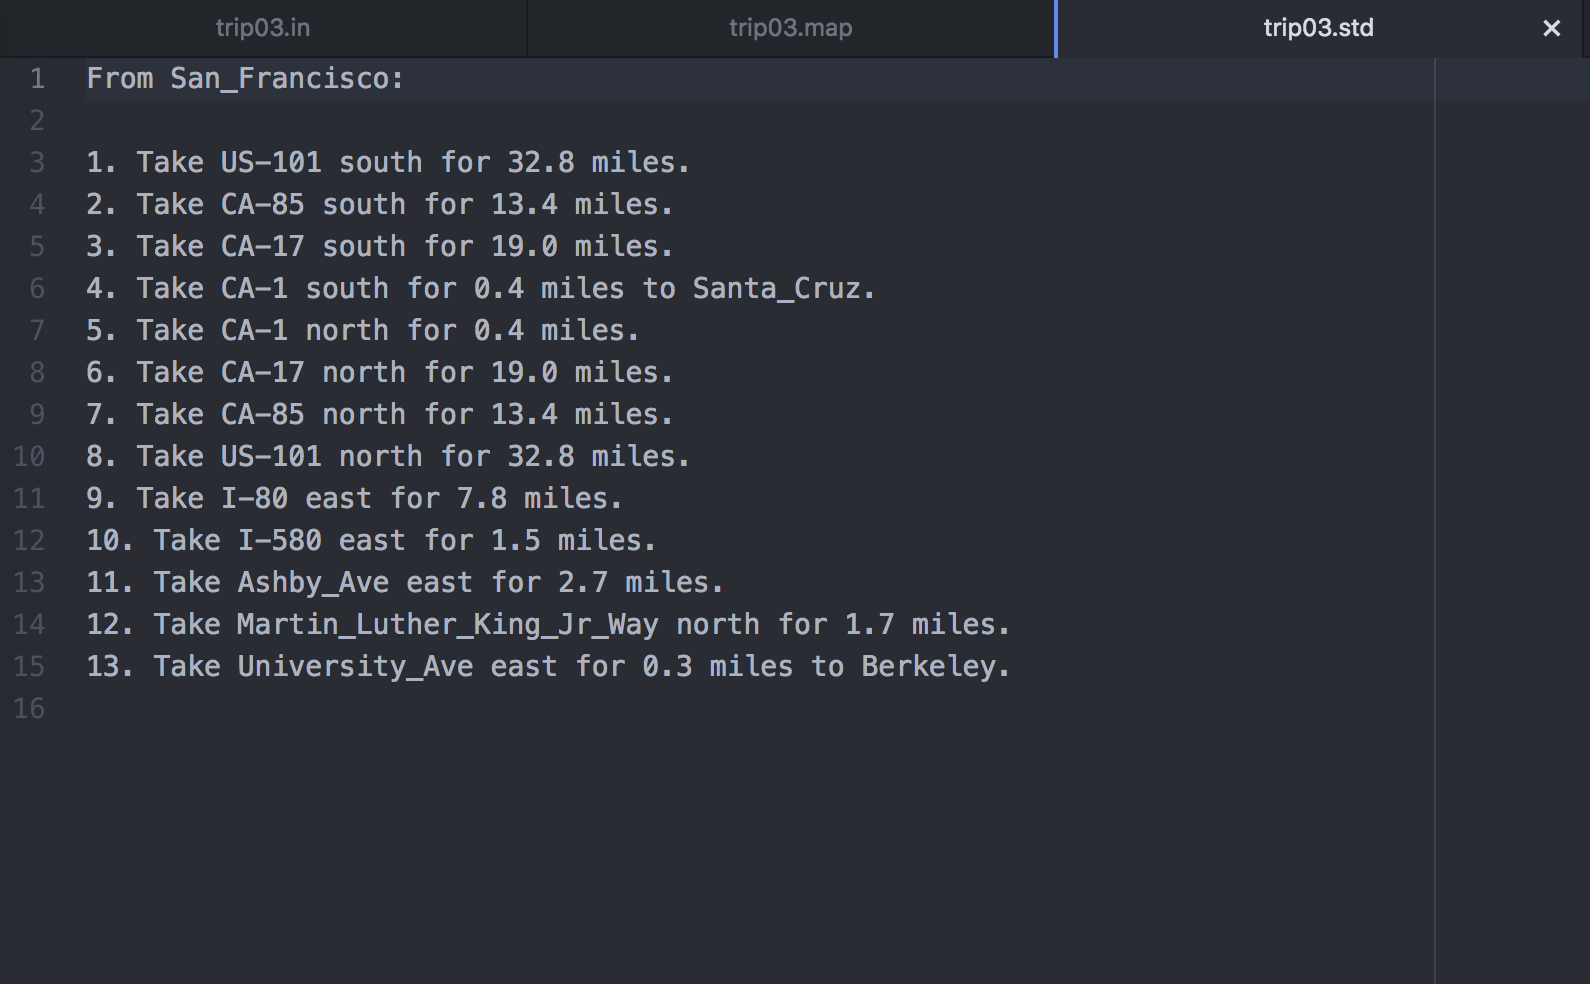 trip03.in
trip03.map
trip03.std ×
1 From San_Francisco:
2
3 1. Take US-101 south for 32.8 miles.
4 2. Take CA-85 south for 13.4 miles.
5 3. Take CA-17 south for 19.0 miles.
6 4. Take CA-1 south for 0.4 miles to Santa_Cruz.
7 5. Take CA-1 north for 0.4 miles.
8 6. Take CA-17 north for 19.0 miles.
9 7. Take CA-85 north for 13.4 miles.
10 8. Take US-101 north for 32.8 miles.
11 9. Take I-80 east for 7.8 miles.
12 10. Take I-580 east for 1.5 miles.
13 11. Take Ashby_Ave east for 2.7 miles.
14 12. Take Martin_Luther_King_Jr_Way north for 1.7 miles.
15 13. Take University_Ave east for 0.3 miles to Berkeley.
16